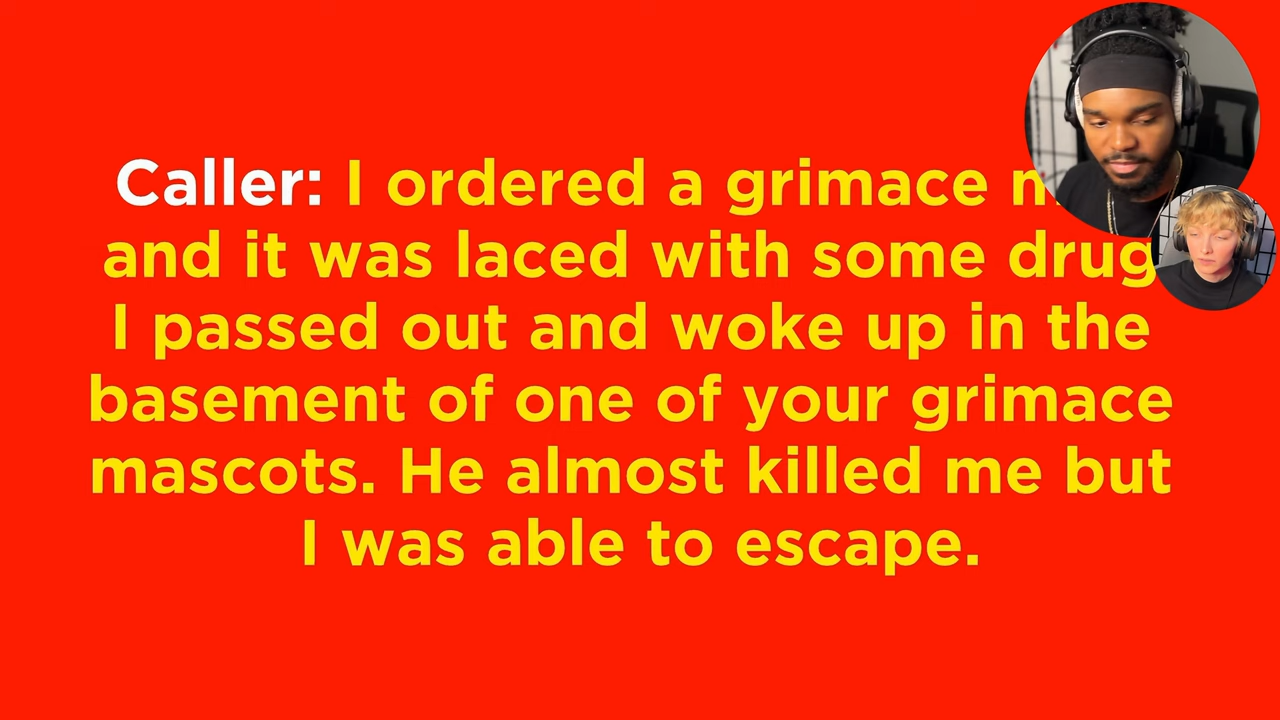 Caller: I ordered a grimace
and it was laced with some drug
I passed out and woke up in the
basement of one of your grimace
mascots. He almost killed me but
I was able to escape.